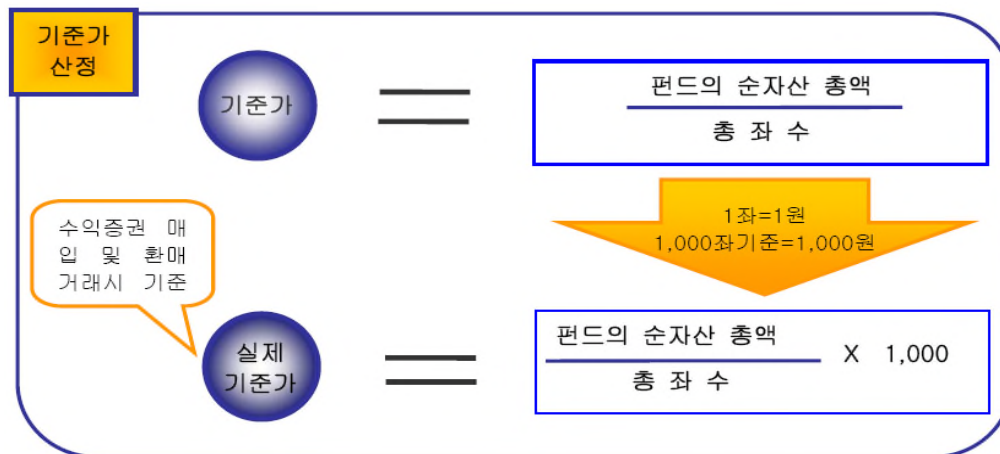 기준가
산정
기준가
펀드의 순자산 총액
총 좌 수
1좌=1원
1,000좌기준=1,000원
수익증권 매
입 및 환매
거래시 기준
실제
기준가
펀드의 순자산 총액
총 좌 수
X 1,000